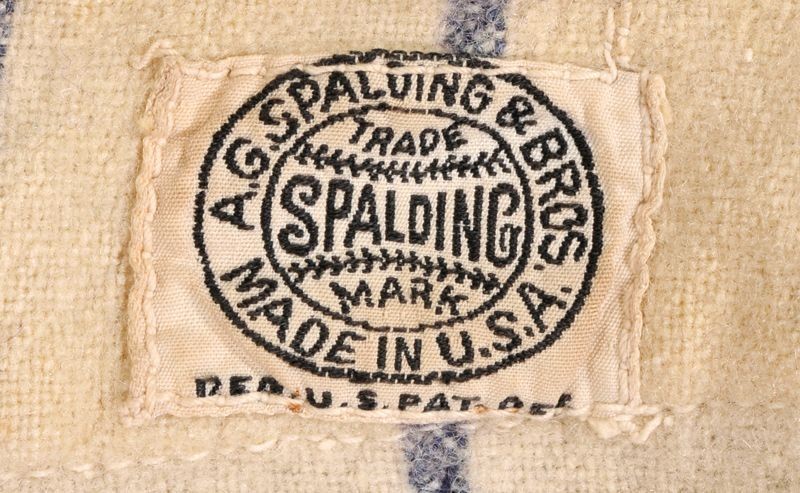 A.G. SPALDING & BROS.
TRADE
SPALDING
MARK
MADE IN U.S.A.
REG. U.S. PAT. OFF.